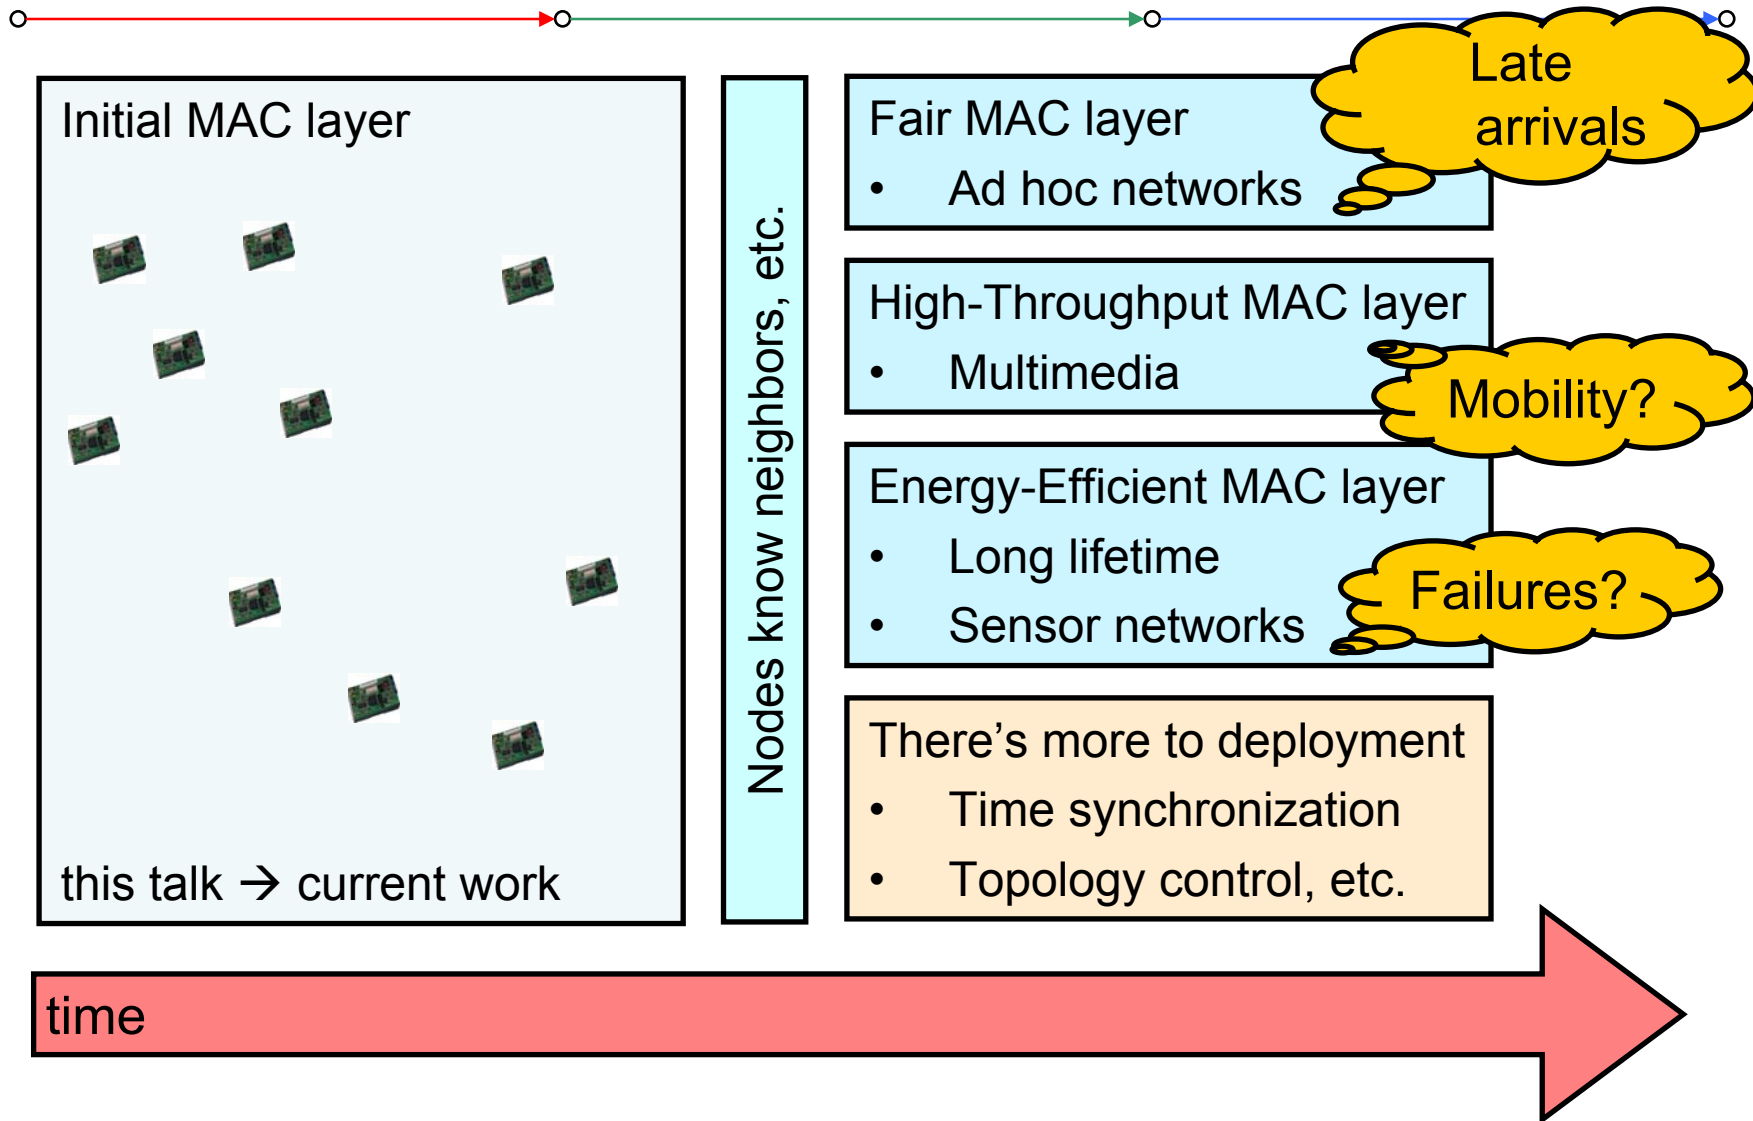 Initial MAC layer
this talk → current work
Nodes know neighbors, etc.
Fair MAC layer
• Ad hoc networks
Late
arrivals
High-Throughput MAC layer
• Multimedia
Mobility?
Energy-Efficient MAC layer
• Long lifetime
• Sensor networks
Failures?
There’s more to deployment
• Time synchronization
• Topology control, etc.
time